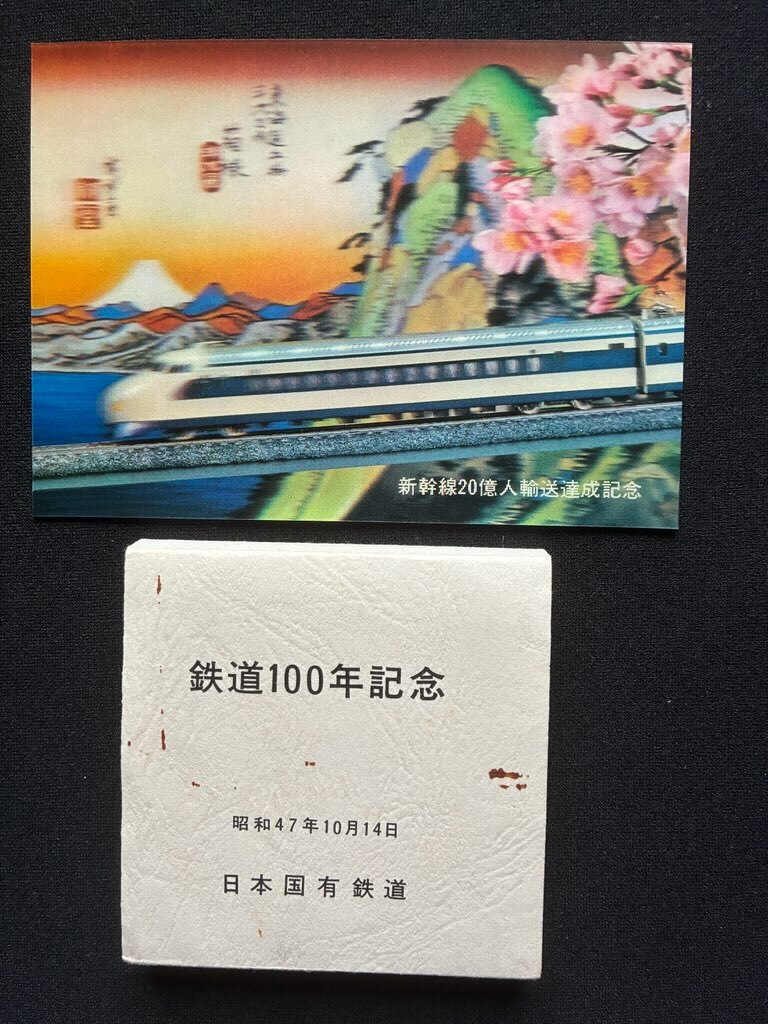 新幹線20億人輸送達成記念
鉄道100年記念
昭和47年10月14日
日本国有鉄道